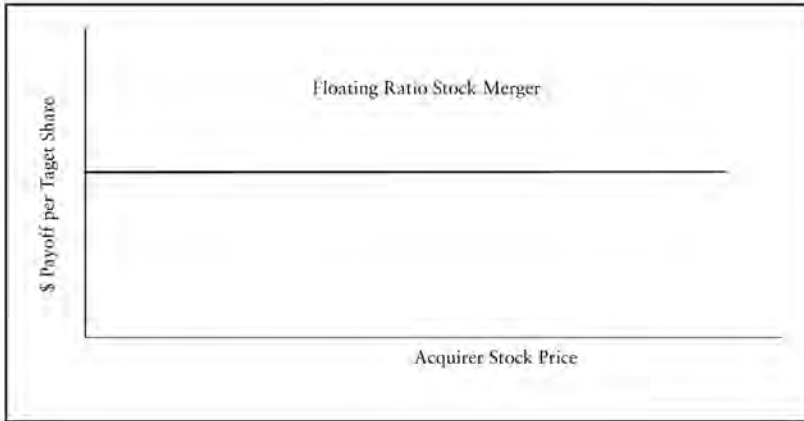 Floating Ratio Stock Merger
$ Payoff per Taget Share
Acquirer Stock Price